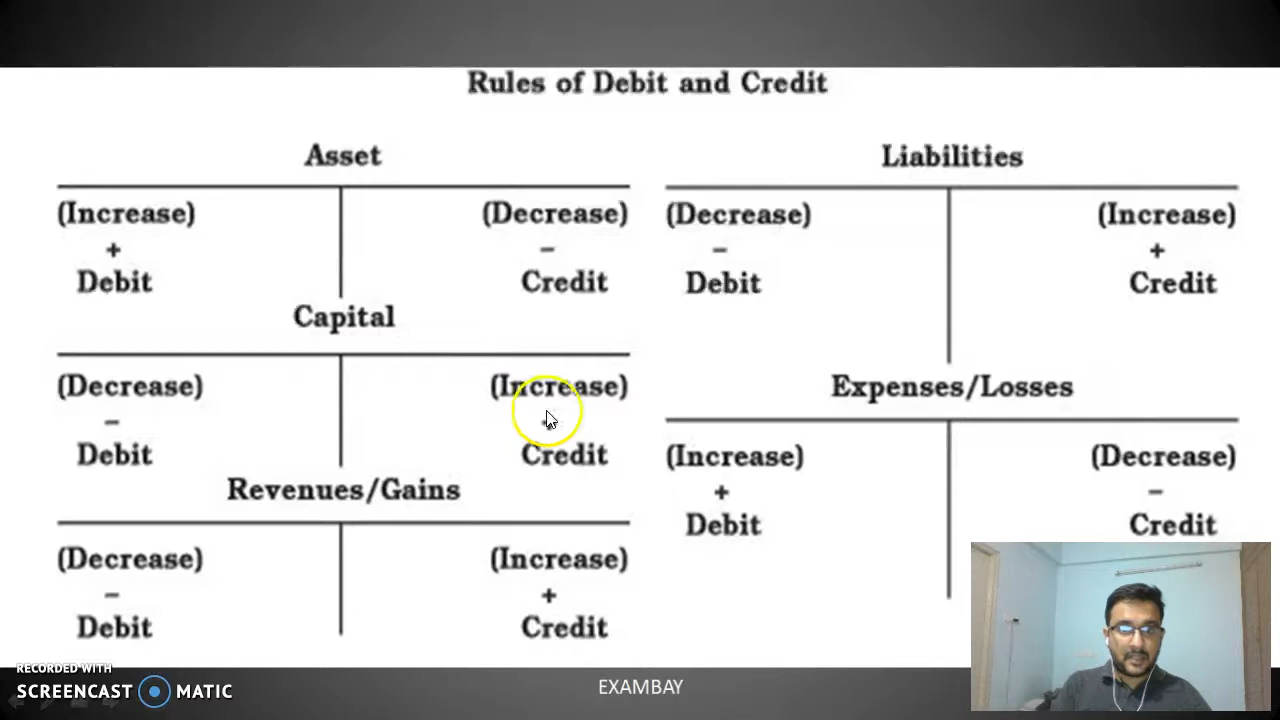 Rules of Debit and Credit
Asset
(Increase) (Decrease)
+ −
Debit Credit
Capital
(Decrease) (Increase)
−
Debit Credit
Revenues/Gains
(Decrease) (Increase)
− +
Debit Credit
Liabilities
(Decrease) (Increase)
− +
Debit Credit
Expenses/Losses
(Increase) (Decrease)
+ −
Debit Credit
RECORDED WITH
SCREENCAST MATIC
EXAMBAY